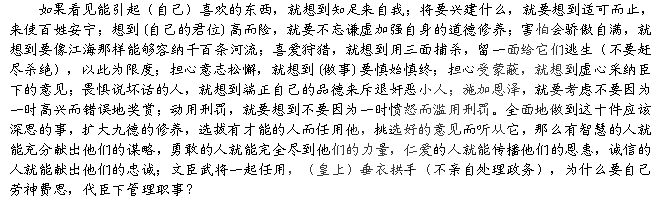 如果看见能引起（自己）喜欢的东西，就想到知足来自我；将要兴建什么，就要想到适可而止，
来使百姓安宁；想到〔自己的君位〕高而险，就要不忘谦虚加强自身的道德修养；害怕会骄傲自满，就
想到要像江海那样能够容纳千百条河流；喜爱狩猎，就想到用三面捕杀，留一面给它们逃生（不要赶
尽杀绝），以此为限度；担心意志松懈，就想到〔做事〕要慎始慎终；担心受蒙蔽，就想到虚心采纳臣
下的意见；畏惧说坏话的人，就想到端正自己的品德来斥退奸恶小人；施加恩泽，就要考虑不要因为
一时高兴而错误地奖赏；动用刑罚，就要想到不要因为一时愤怒而滥用刑罚。全面地做到这十件应该
深思的事，扩大九德的修养，选拔有才能的人而任用他，挑选好的意见而听从它，那么有智慧的人就
能充分献出他们的谋略，勇敢的人就能完全尽到他们的力量，仁爱的人就能传播他们的恩惠，诚信的
人就能献出他们的忠诚；文臣武将一起任用，（皇上）垂衣拱手（不亲自处理政务），为什么要自己
劳神费思，代臣下管理职事？